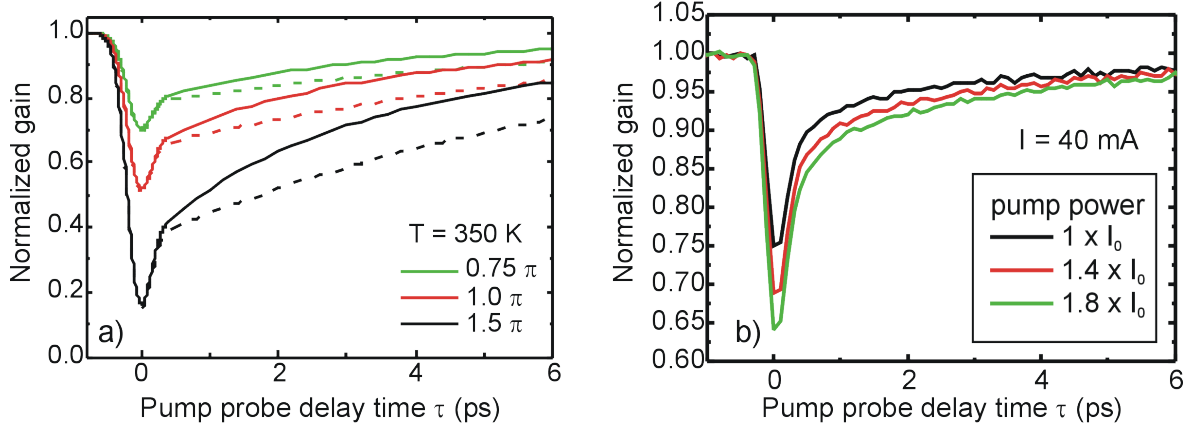 1.0
0.8
0.6
0.4
0.2
0.0
Normalized gain
T = 350 K
0.75 π
1.0 π
1.5 π
a)
0 2 4 6
Pump probe delay time τ (ps)
1.05
1.00
0.95
0.90
0.85
0.80
0.75
0.70
0.65
0.60
Normalized gain
I = 40 mA
pump power
1 x I₀
1.4 x I₀
1.8 x I₀
b)
0 2 4 6
Pump probe delay time τ (ps)